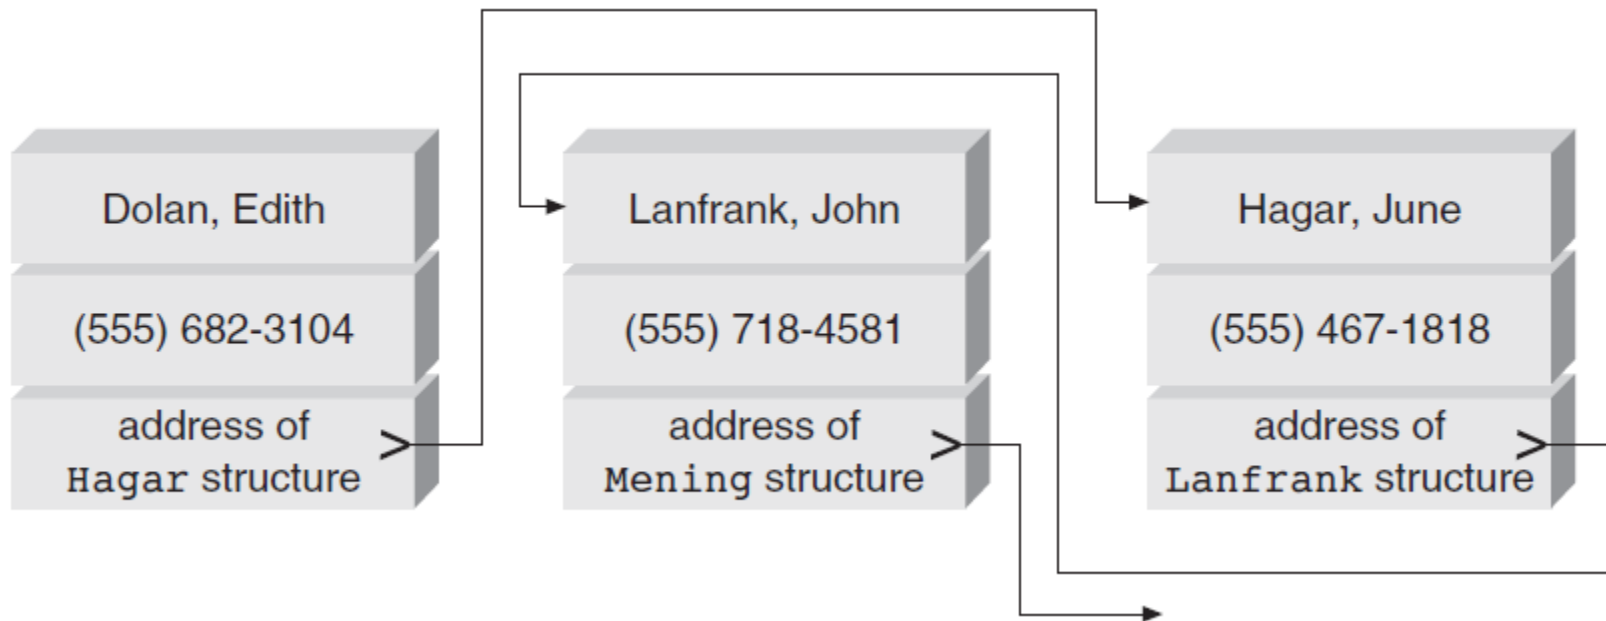 Dolan, Edith
(555) 682-3104
address of
Hagar structure
Lanfrank, John
(555) 718-4581
address of
Mening structure
Hagar, June
(555) 467-1818
address of
Lanfrank structure